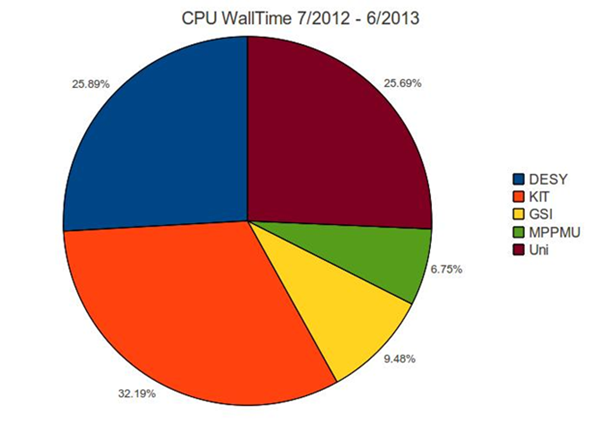 CPU WallTime 7/2012 - 6/2013
25.89%
25.69%
DESY
KIT
GSI
MPPMU
Uni
6.75%
9.48%
32.19%